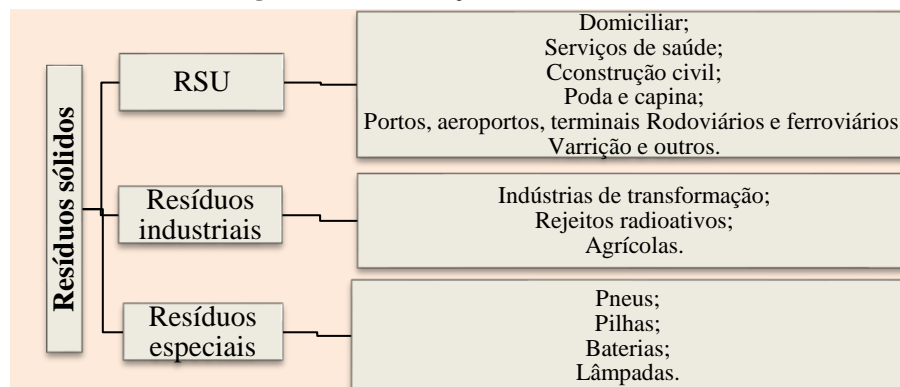 Resíduos sólidos
RSU
Domiciliar;
Serviços de saúde;
Cconstrução civil;
Poda e capina;
Portos, aeroportos, terminais Rodoviários e ferroviários
Varrição e outros.
Resíduos
industriais
Indústrias de transformação;
Rejeitos radioativos;
Agrícolas.
Resíduos
especiais
Pneus;
Pilhas;
Baterias;
Lâmpadas.